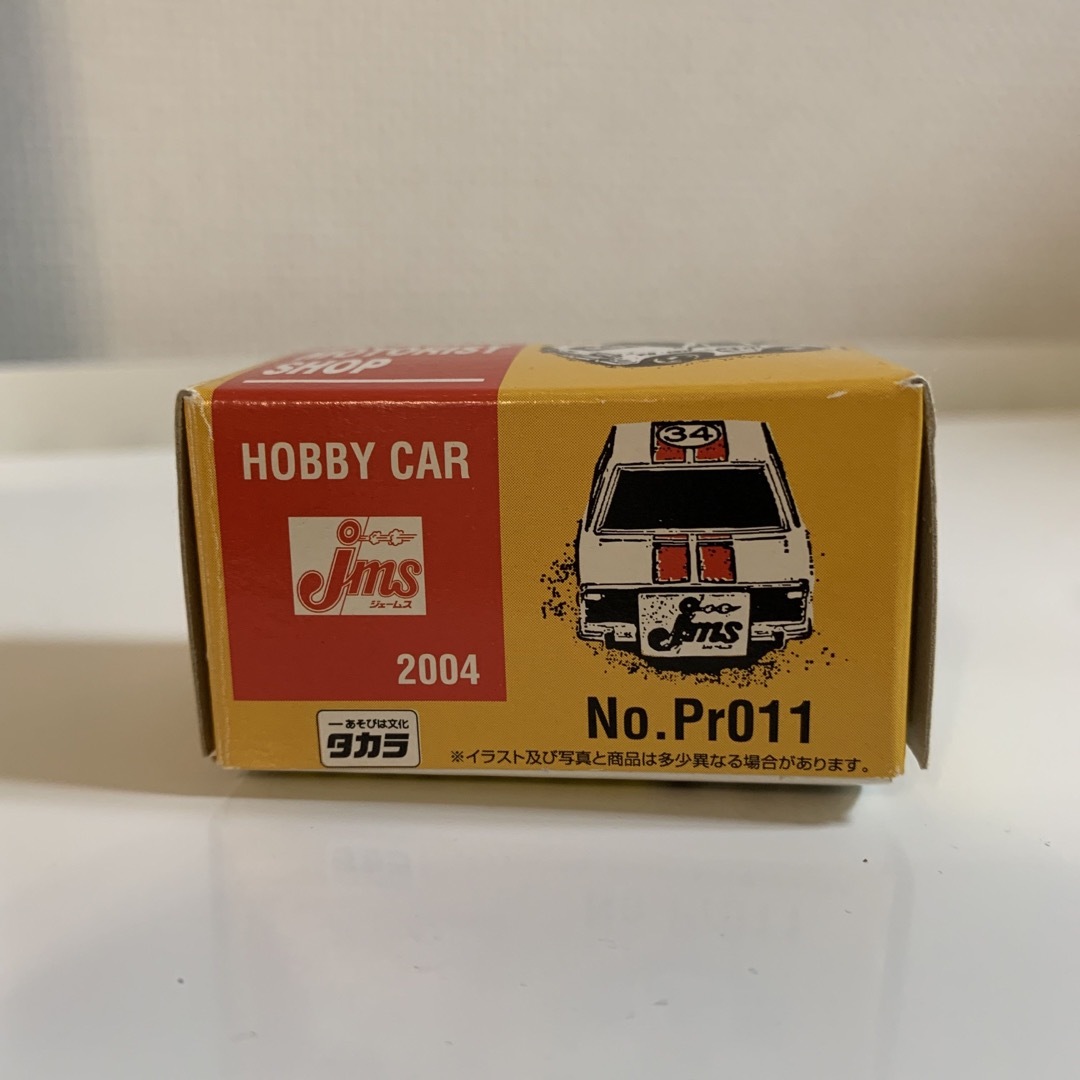 MOTORIST
SHOP
HOBBY CAR
jms
ジェームス
2004
34
jms
No.Pr011
ーあそびは文化
タカラ
※イラスト及び写真と商品は多少異なる場合があります。